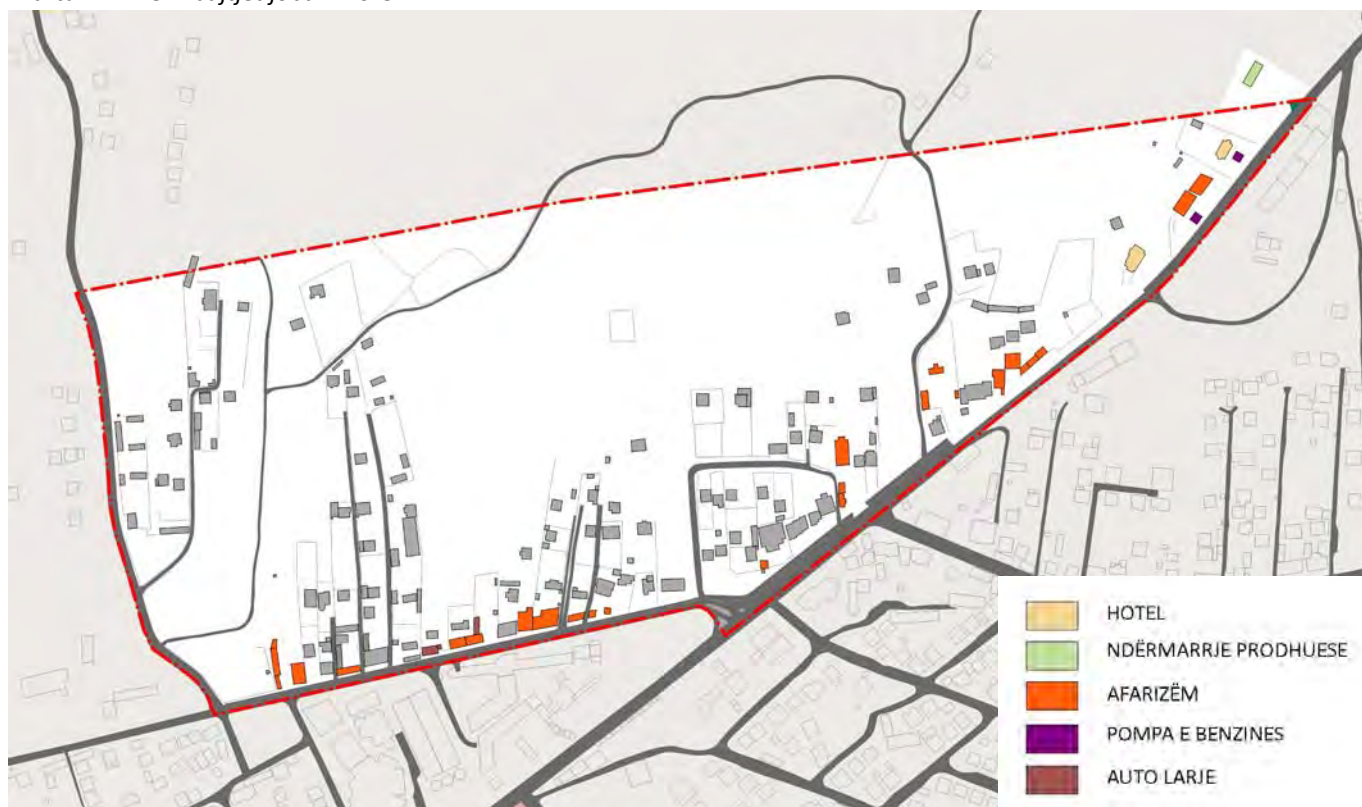 HOTEL
NDËRMARRJE PRODHUESE
AFARIZËM
POMPA E BENZINES
AUTO LARJE